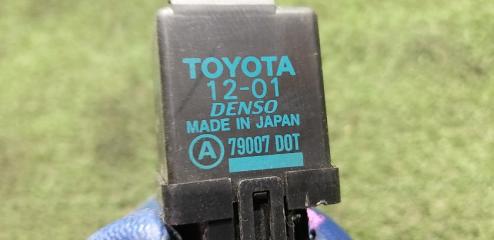 TOYOTA
12-01
DENSO
MADE IN JAPAN
A 79007 DOT